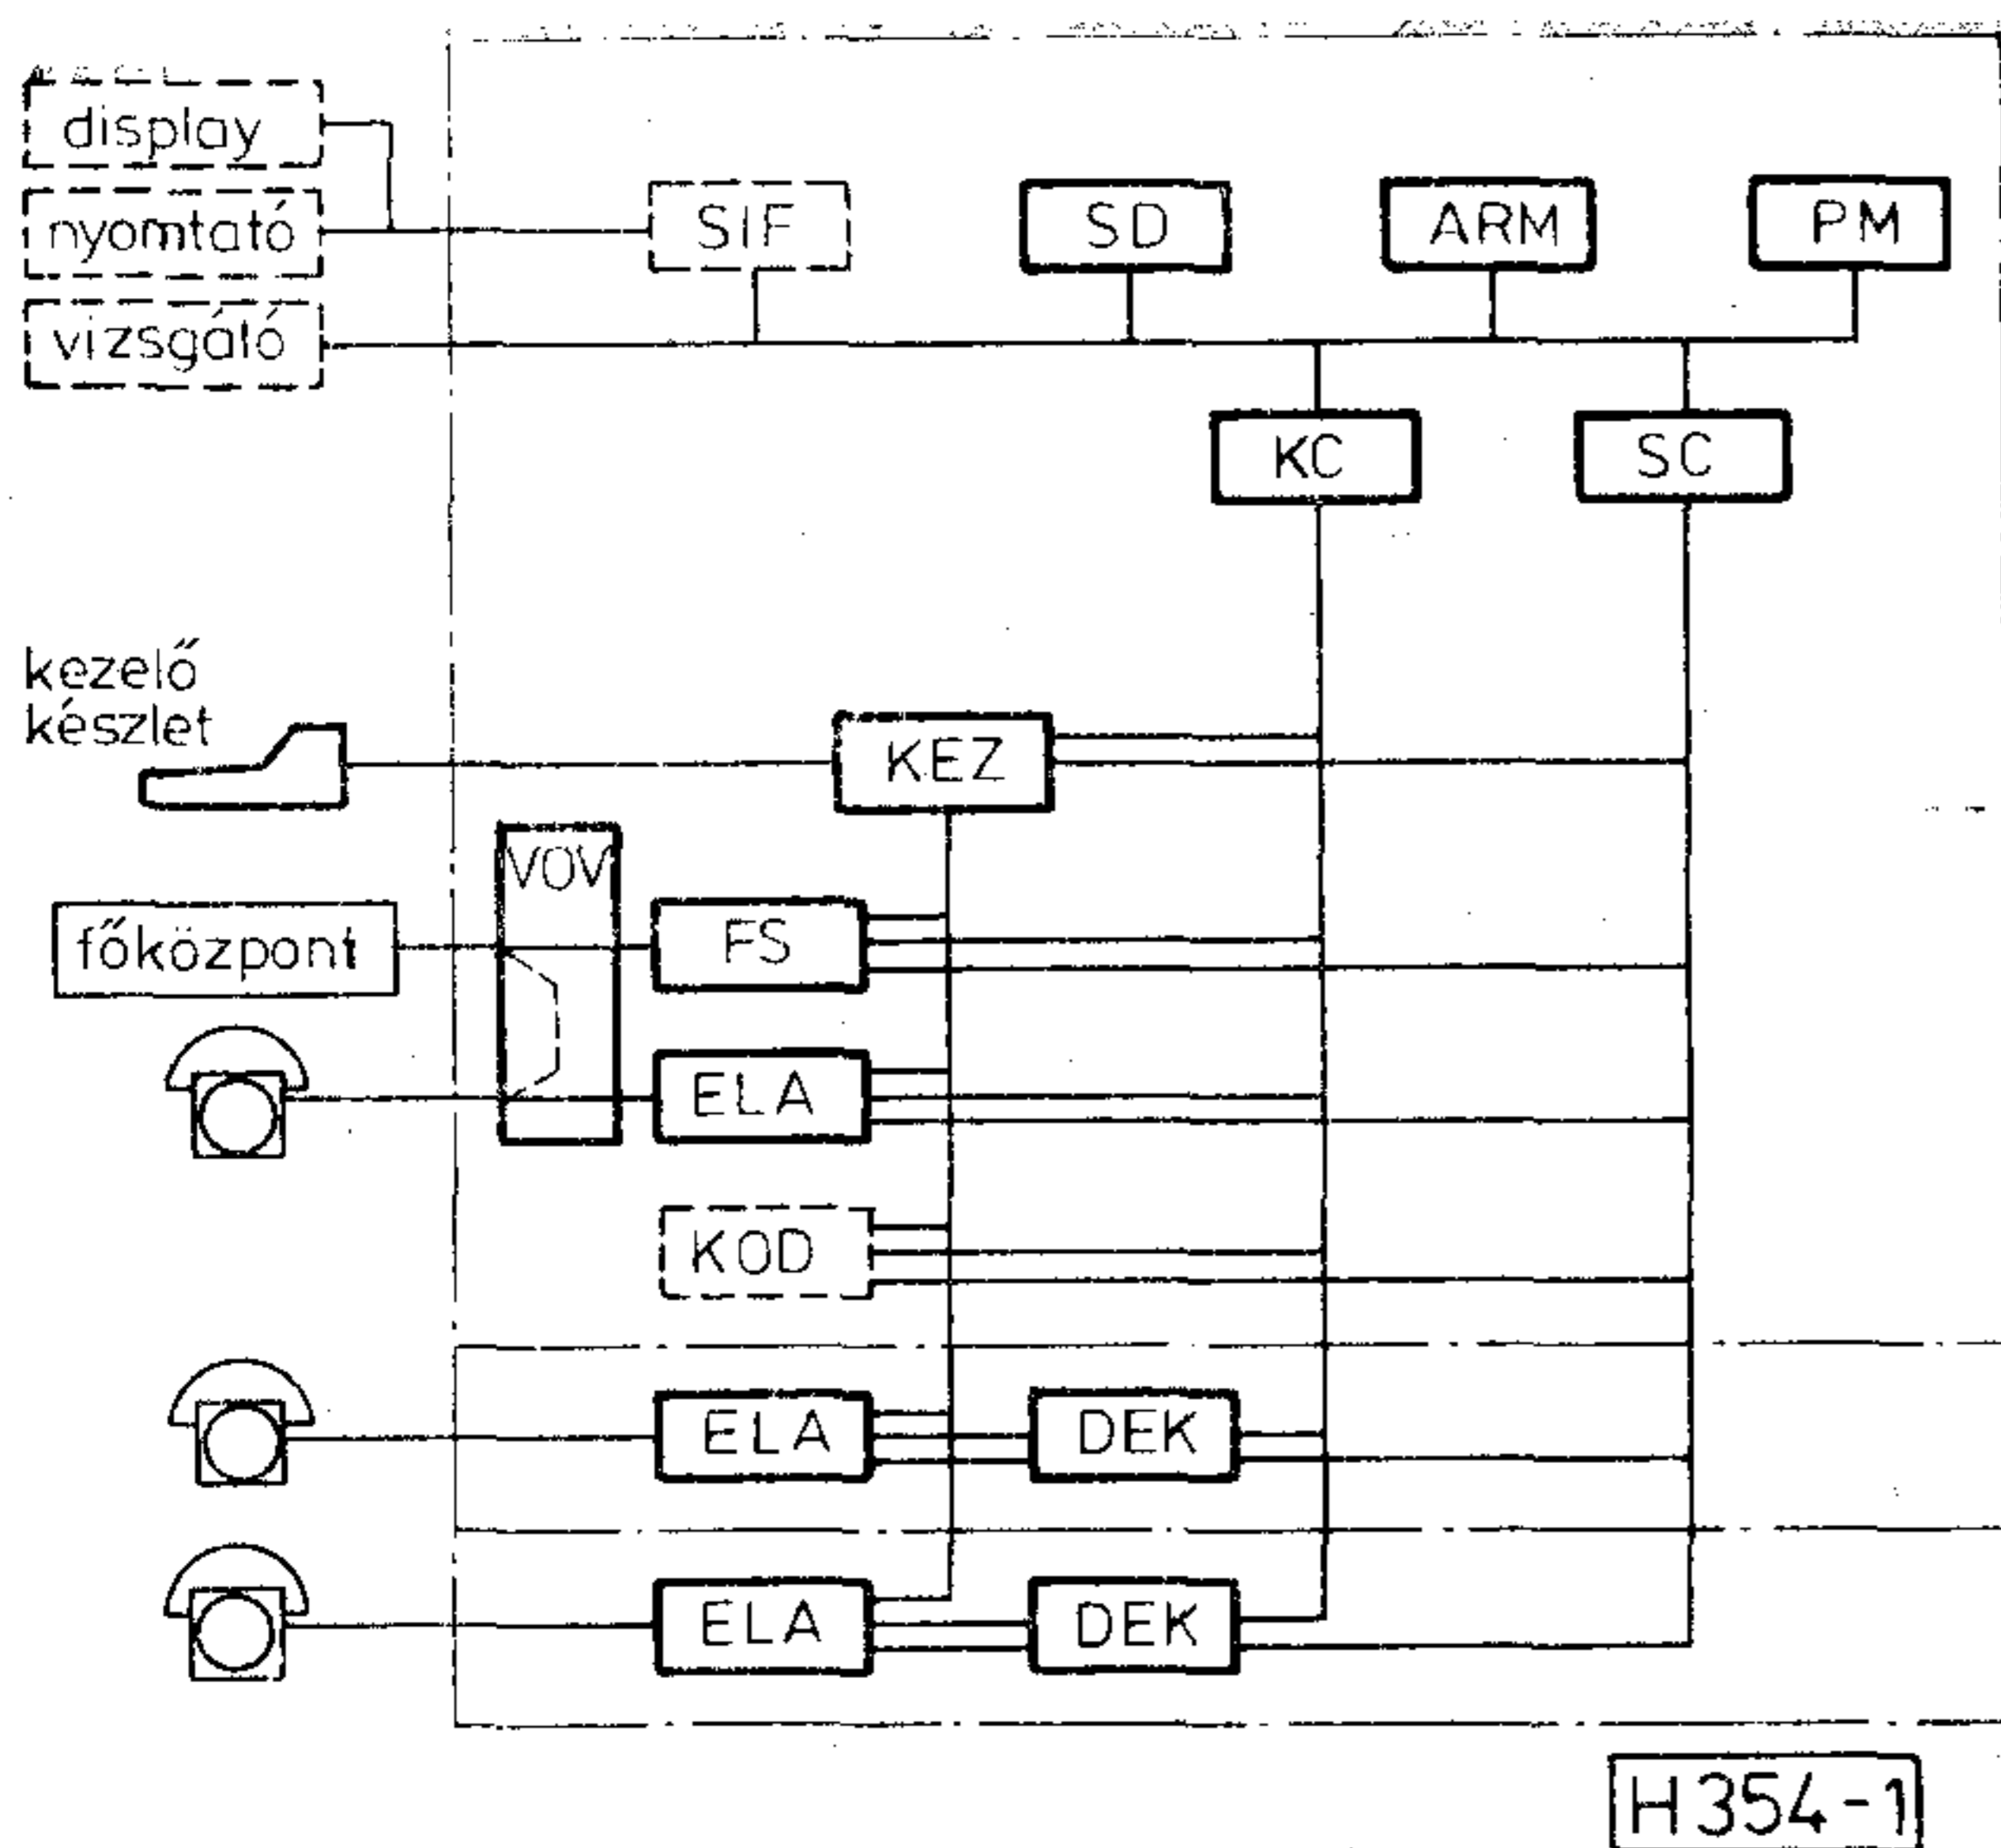 display
nyomtató
SIF
SD
ARM
PM
vizsgáló
KC
SC
kezelő
készlet
KEZ
VOV
főközpont
FS
ELA
KOD
ELA
DEK
ELA
DEK
H354-1